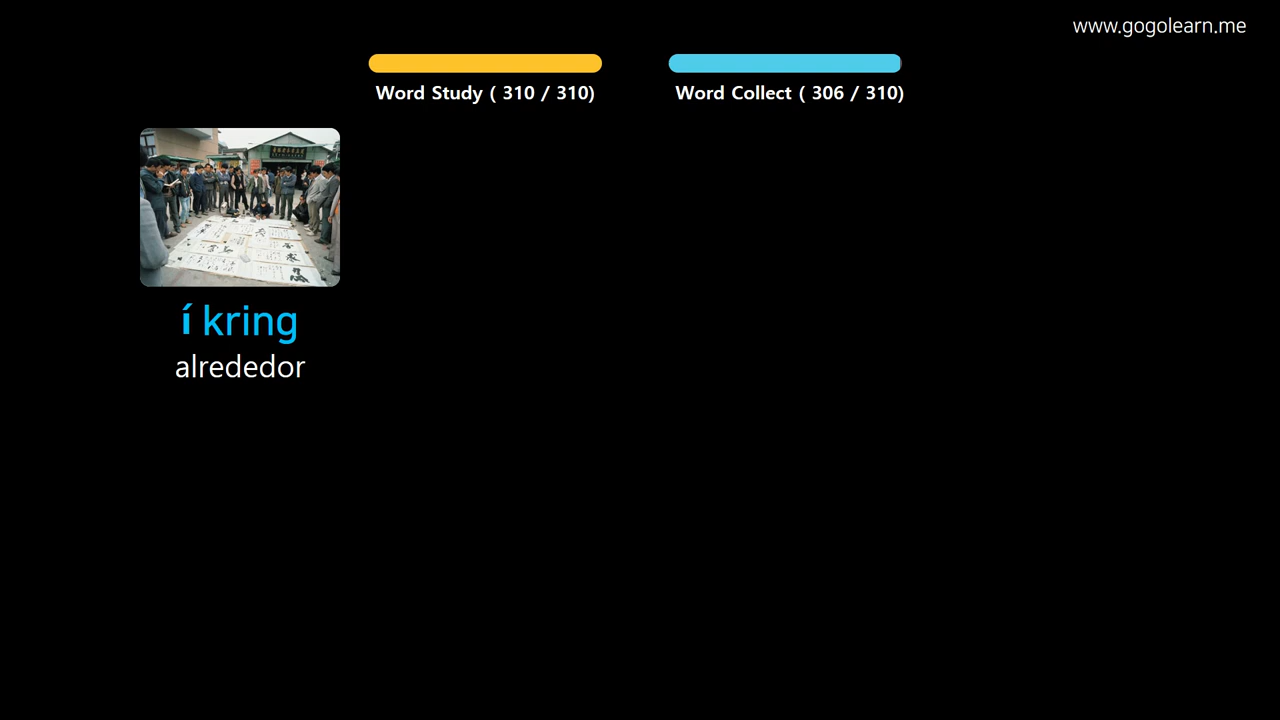 www.gogolearn.me
Word Study ( 310 / 310)
Word Collect ( 306 / 310)
í kring
alrededor